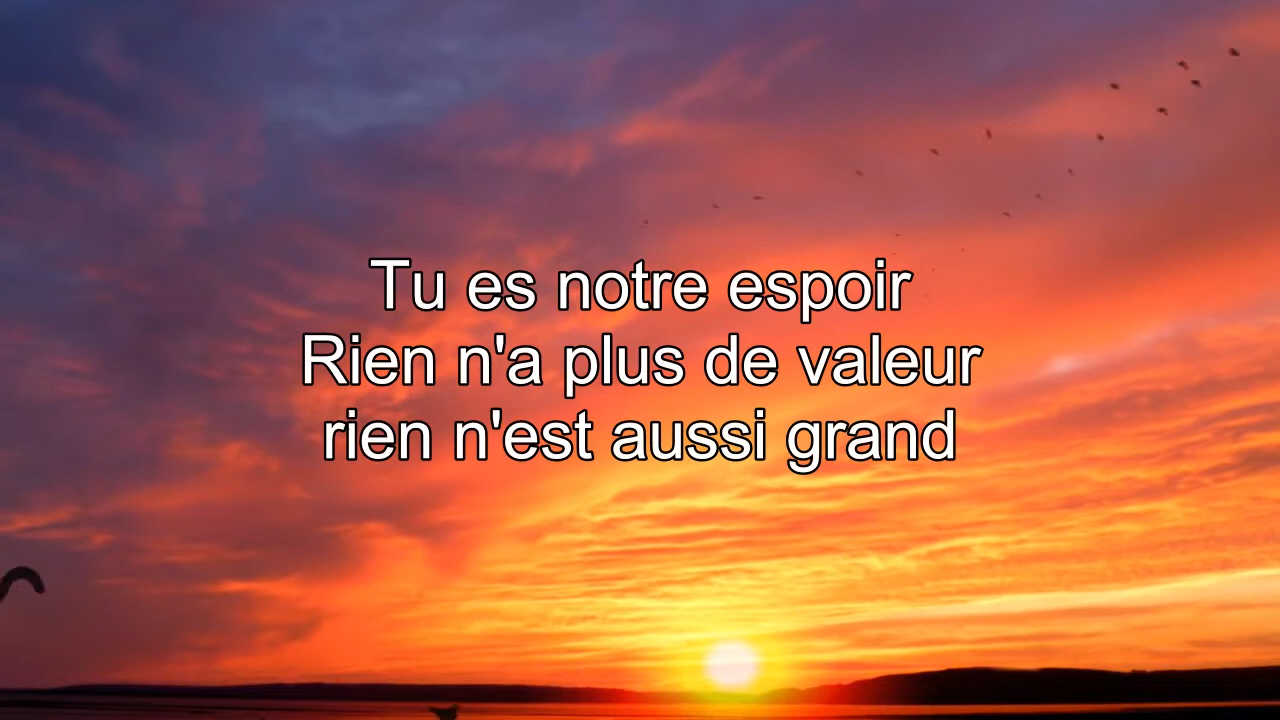 Tu es notre espoir
Rien n'a plus de valeur
rien n'est aussi grand